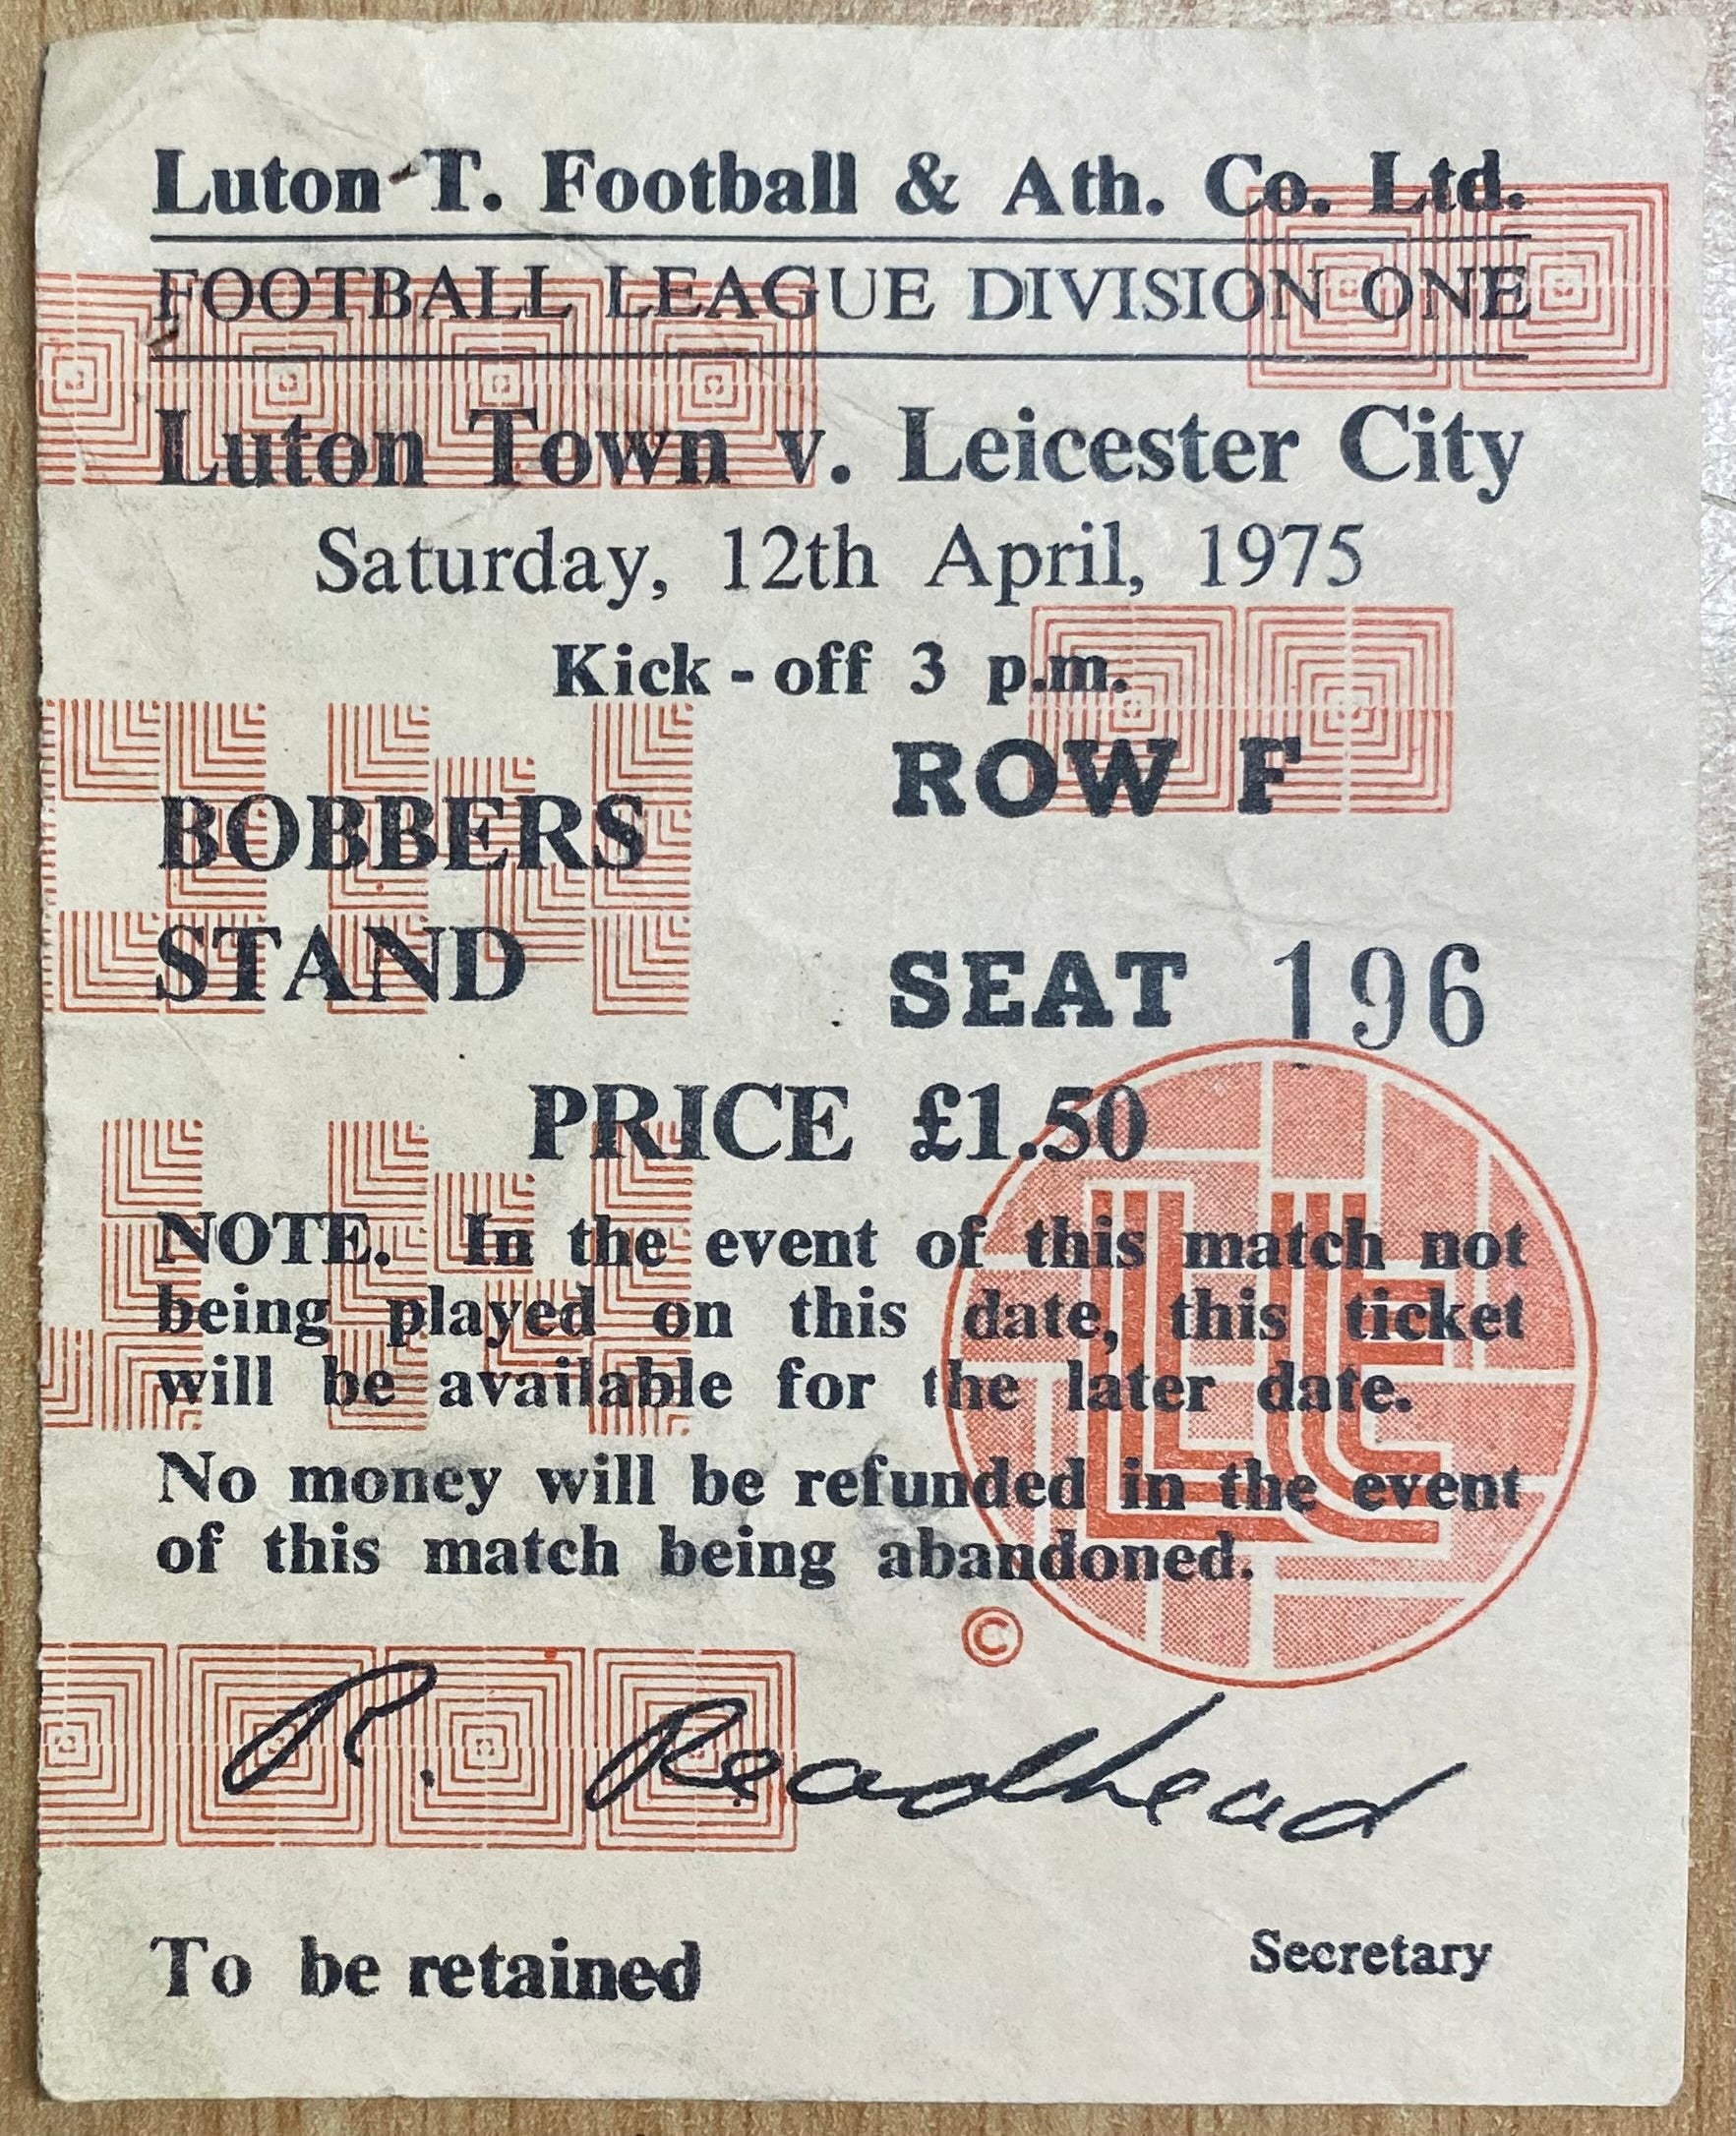 Luton T. Football & Ath. Co. Ltd.
FOOTBALL LEAGUE DIVISION ONE
Luton Town v. Leicester City
Saturday, 12th April, 1975
Kick - off 3 p.m.
ROW F
BOBBERS
STAND
SEAT 196
PRICE £1.50
NOTE. In the event of this match not
being played on this date, this ticket
will be available for the later date.
No money will be refunded in the event
of this match being abandoned.
©
R. Readhead
To be retained
Secretary